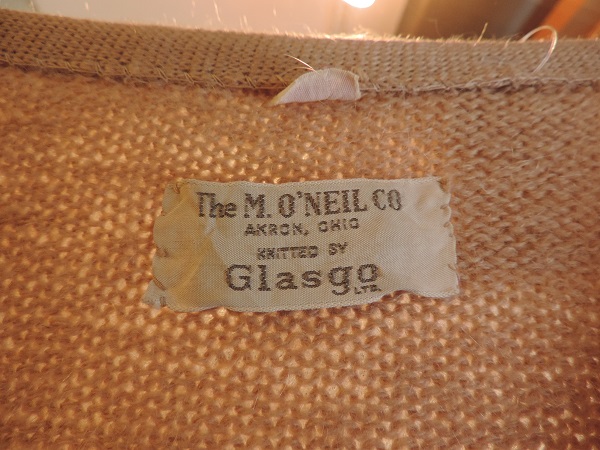 The M. O'NEIL CO
AKRON, OHIO
KNITTED BY
Glasgo
LTD.